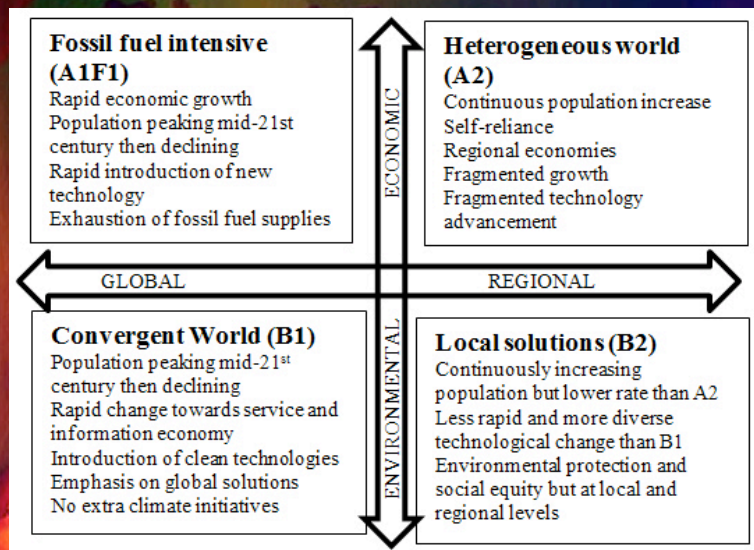 Fossil fuel intensive
(A1F1)
Rapid economic growth
Population peaking mid-21st
century then declining
Rapid introduction of new
technology
Exhaustion of fossil fuel supplies
Heterogeneous world
(A2)
Continuous population increase
Self-reliance
Regional economies
Fragmented growth
Fragmented technology
advancement
ECONOMIC
GLOBAL
REGIONAL
ENVIRONMENTAL
Convergent World (B1)
Population peaking mid-21st
century then declining
Rapid change towards service and
information economy
Introduction of clean technologies
Emphasis on global solutions
No extra climate initiatives
Local solutions (B2)
Continuously increasing
population but lower rate than A2
Less rapid and more diverse
technological change than B1
Environmental protection and
social equity but at local and
regional levels